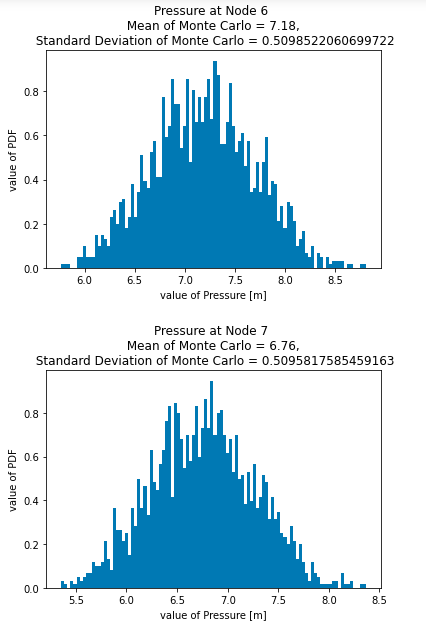 Pressure at Node 6
Mean of Monte Carlo = 7.18,
Standard Deviation of Monte Carlo = 0.5098522060699722
0.8
0.6
0.4
0.2
0.0
value of PDF
6.0 6.5 7.0 7.5 8.0 8.5
value of Pressure [m]
Pressure at Node 7
Mean of Monte Carlo = 6.76,
Standard Deviation of Monte Carlo = 0.5095817585459163
0.8
0.6
0.4
0.2
0.0
value of PDF
5.5 6.0 6.5 7.0 7.5 8.0 8.5
value of Pressure [m]